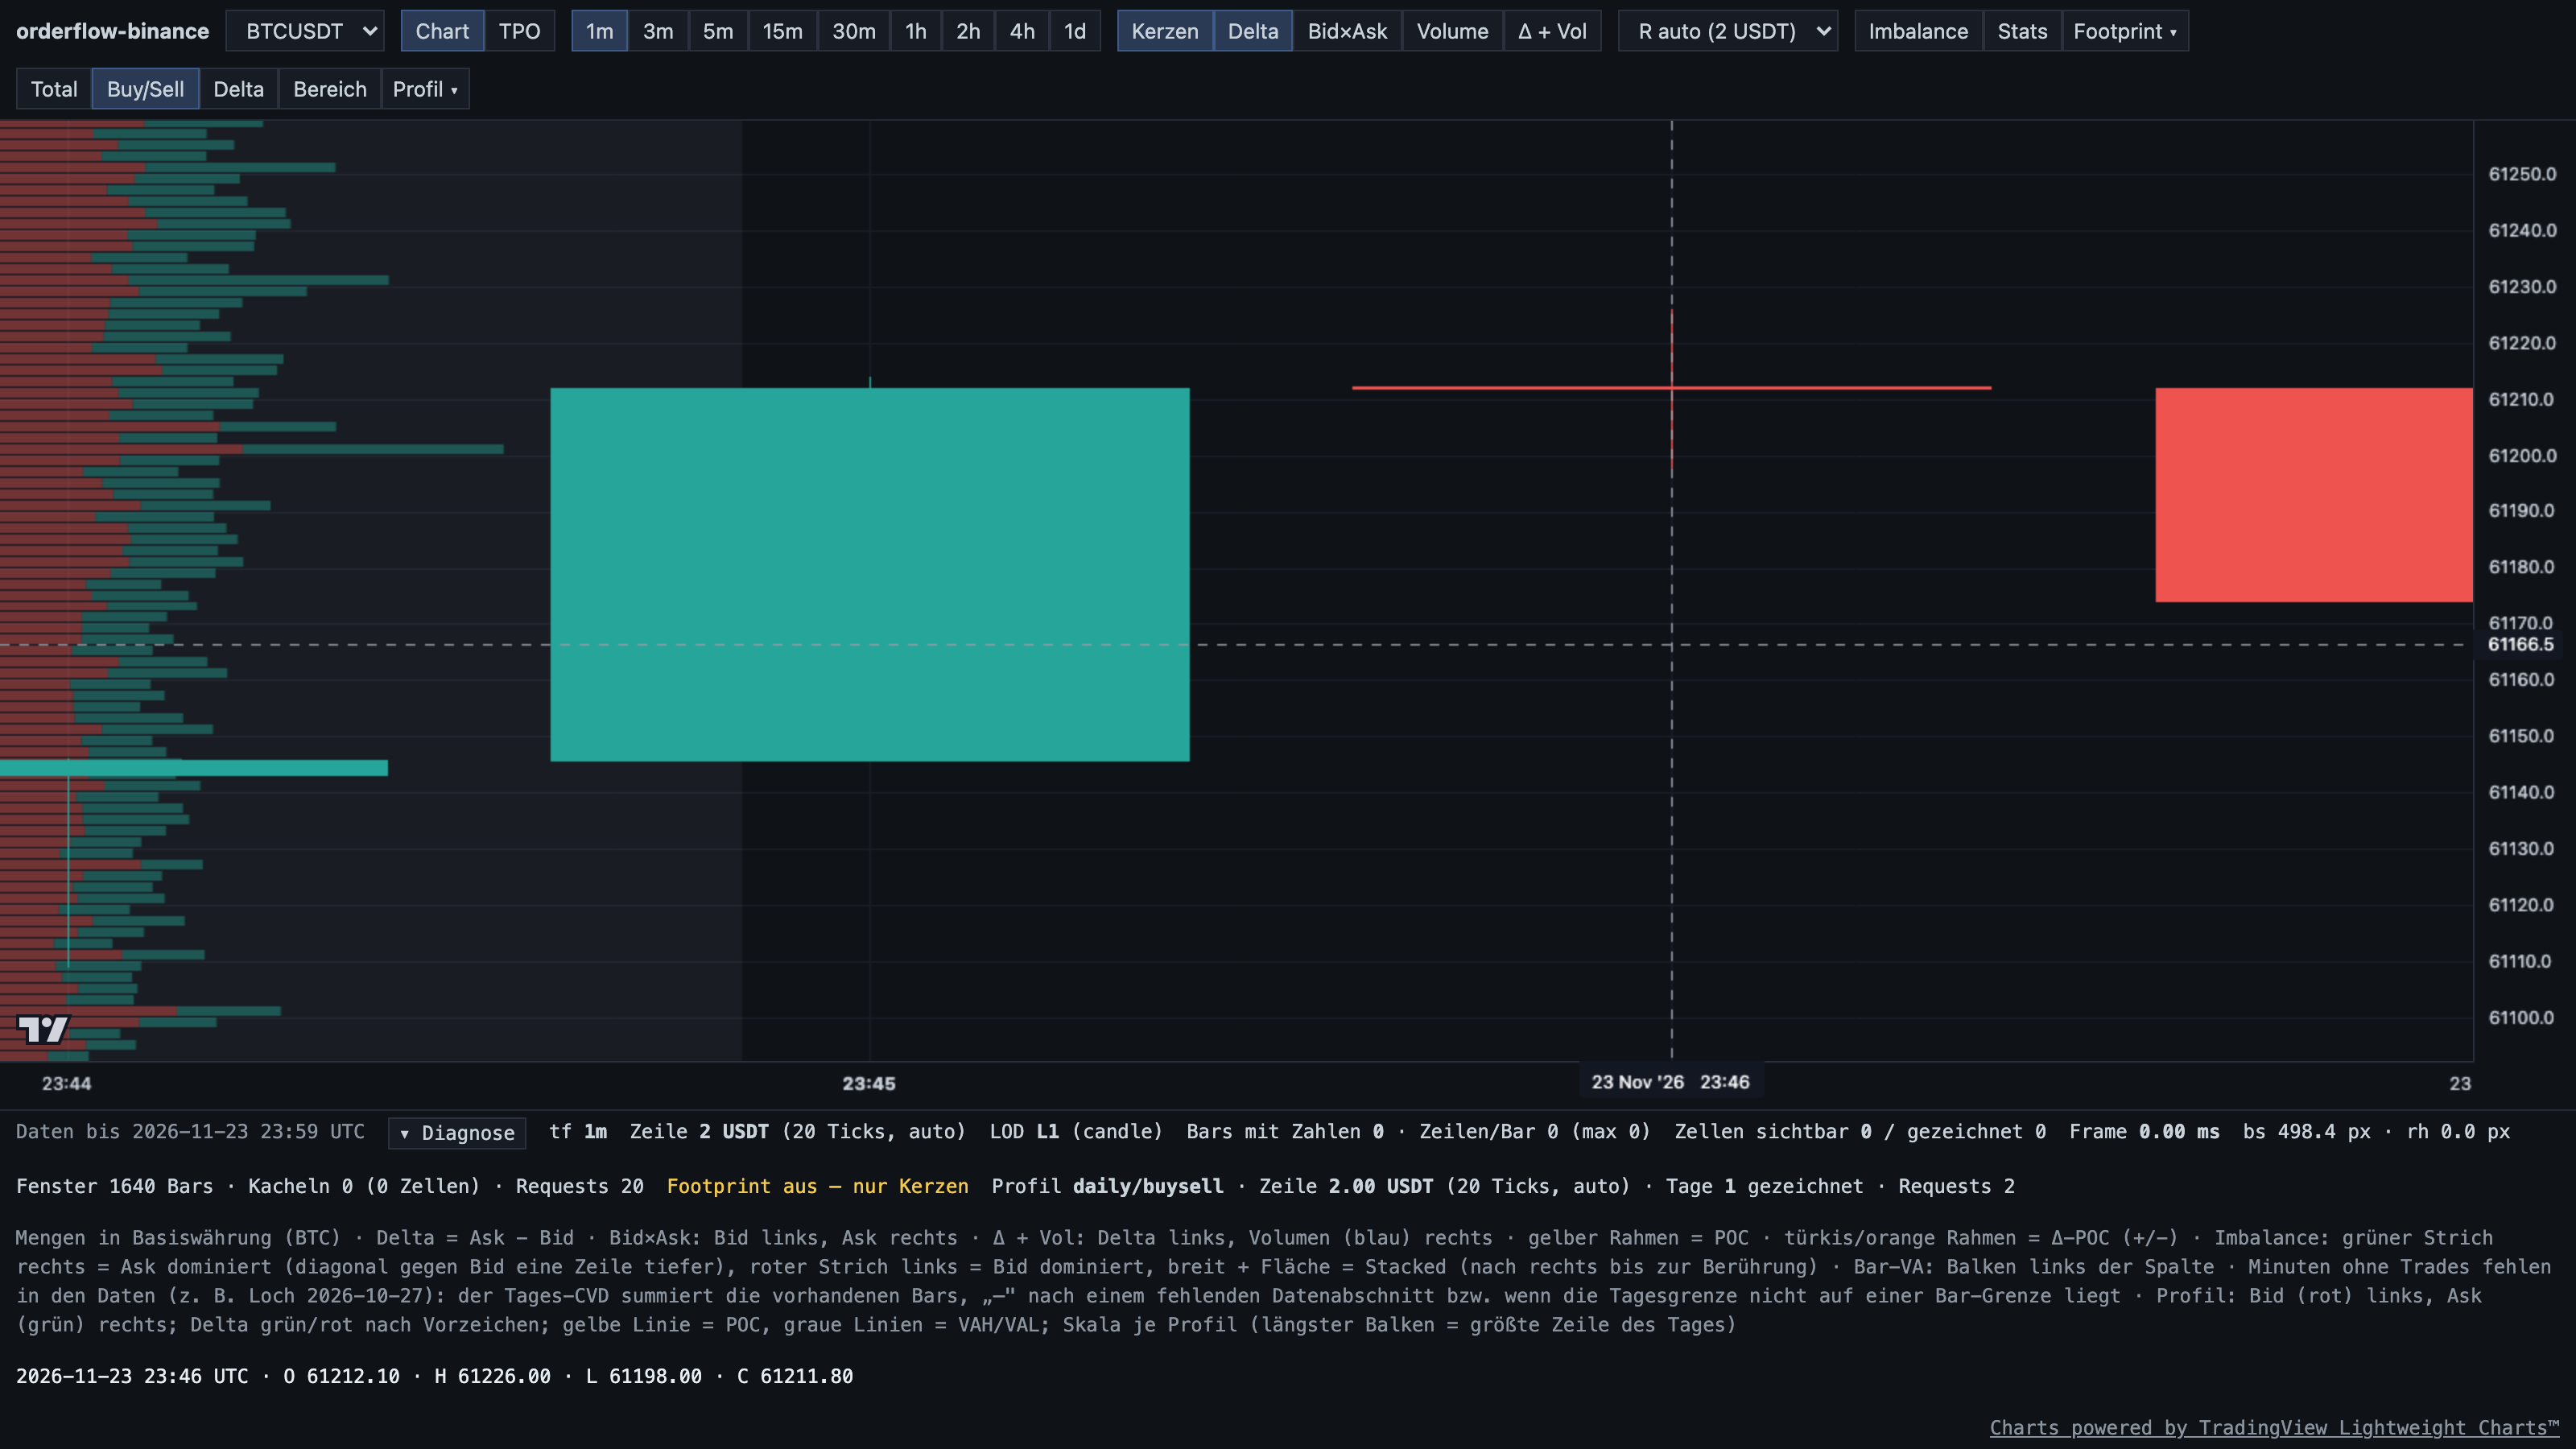 orderflow-binance BTCUSDT Chart TPO 1m 3m 5m 15m 30m 1h 2h 4h 1d Kerzen Delta Bid×Ask Volume Δ + Vol R auto (2 USDT) Imbalance Stats Footprint ▾
Total Buy/Sell Delta Bereich Profil ▾
61250.0
61240.0
61230.0
61220.0
61210.0
61200.0
61190.0
61180.0
61170.0
61166.5
61160.0
61150.0
61140.0
61130.0
61120.0
61110.0
61100.0
23:44 23:45 23 Nov '26 23:46 23
Daten bis 2026-11-23 23:59 UTC ▾ Diagnose tf 1m Zeile 2 USDT (20 Ticks, auto) LOD L1 (candle) Bars mit Zahlen 0 · Zeilen/Bar 0 (max 0) Zellen sichtbar 0 / gezeichnet 0 Frame 0.00 ms bs 498.4 px · rh 0.0 px
Fenster 1640 Bars · Kacheln 0 (0 Zellen) · Requests 20 Footprint aus — nur Kerzen Profil daily/buysell · Zeile 2.00 USDT (20 Ticks, auto) · Tage 1 gezeichnet · Requests 2
Mengen in Basiswährung (BTC) · Delta = Ask − Bid · Bid×Ask: Bid links, Ask rechts · Δ + Vol: Delta links, Volumen (blau) rechts · gelber Rahmen = POC · türkis/orange Rahmen = Δ-POC (+/−) · Imbalance: grüner Strich
rechts = Ask dominiert (diagonal gegen Bid eine Zeile tiefer), roter Strich links = Bid dominiert, breit + Fläche = Stacked (nach rechts bis zur Berührung) · Bar-VA: Balken links der Spalte · Minuten ohne Trades fehlen
in den Daten (z. B. Loch 2026-10-27): der Tages-CVD summiert die vorhandenen Bars, „—" nach einem fehlenden Datenabschnitt bzw. wenn die Tagesgrenze nicht auf einer Bar-Grenze liegt · Profil: Bid (rot) links, Ask
(grün) rechts; Delta grün/rot nach Vorzeichen; gelbe Linie = POC, graue Linien = VAH/VAL; Skala je Profil (längster Balken = größte Zeile des Tages)
2026-11-23 23:46 UTC · O 61212.10 · H 61226.00 · L 61198.00 · C 61211.80
Charts powered by TradingView Lightweight Charts™